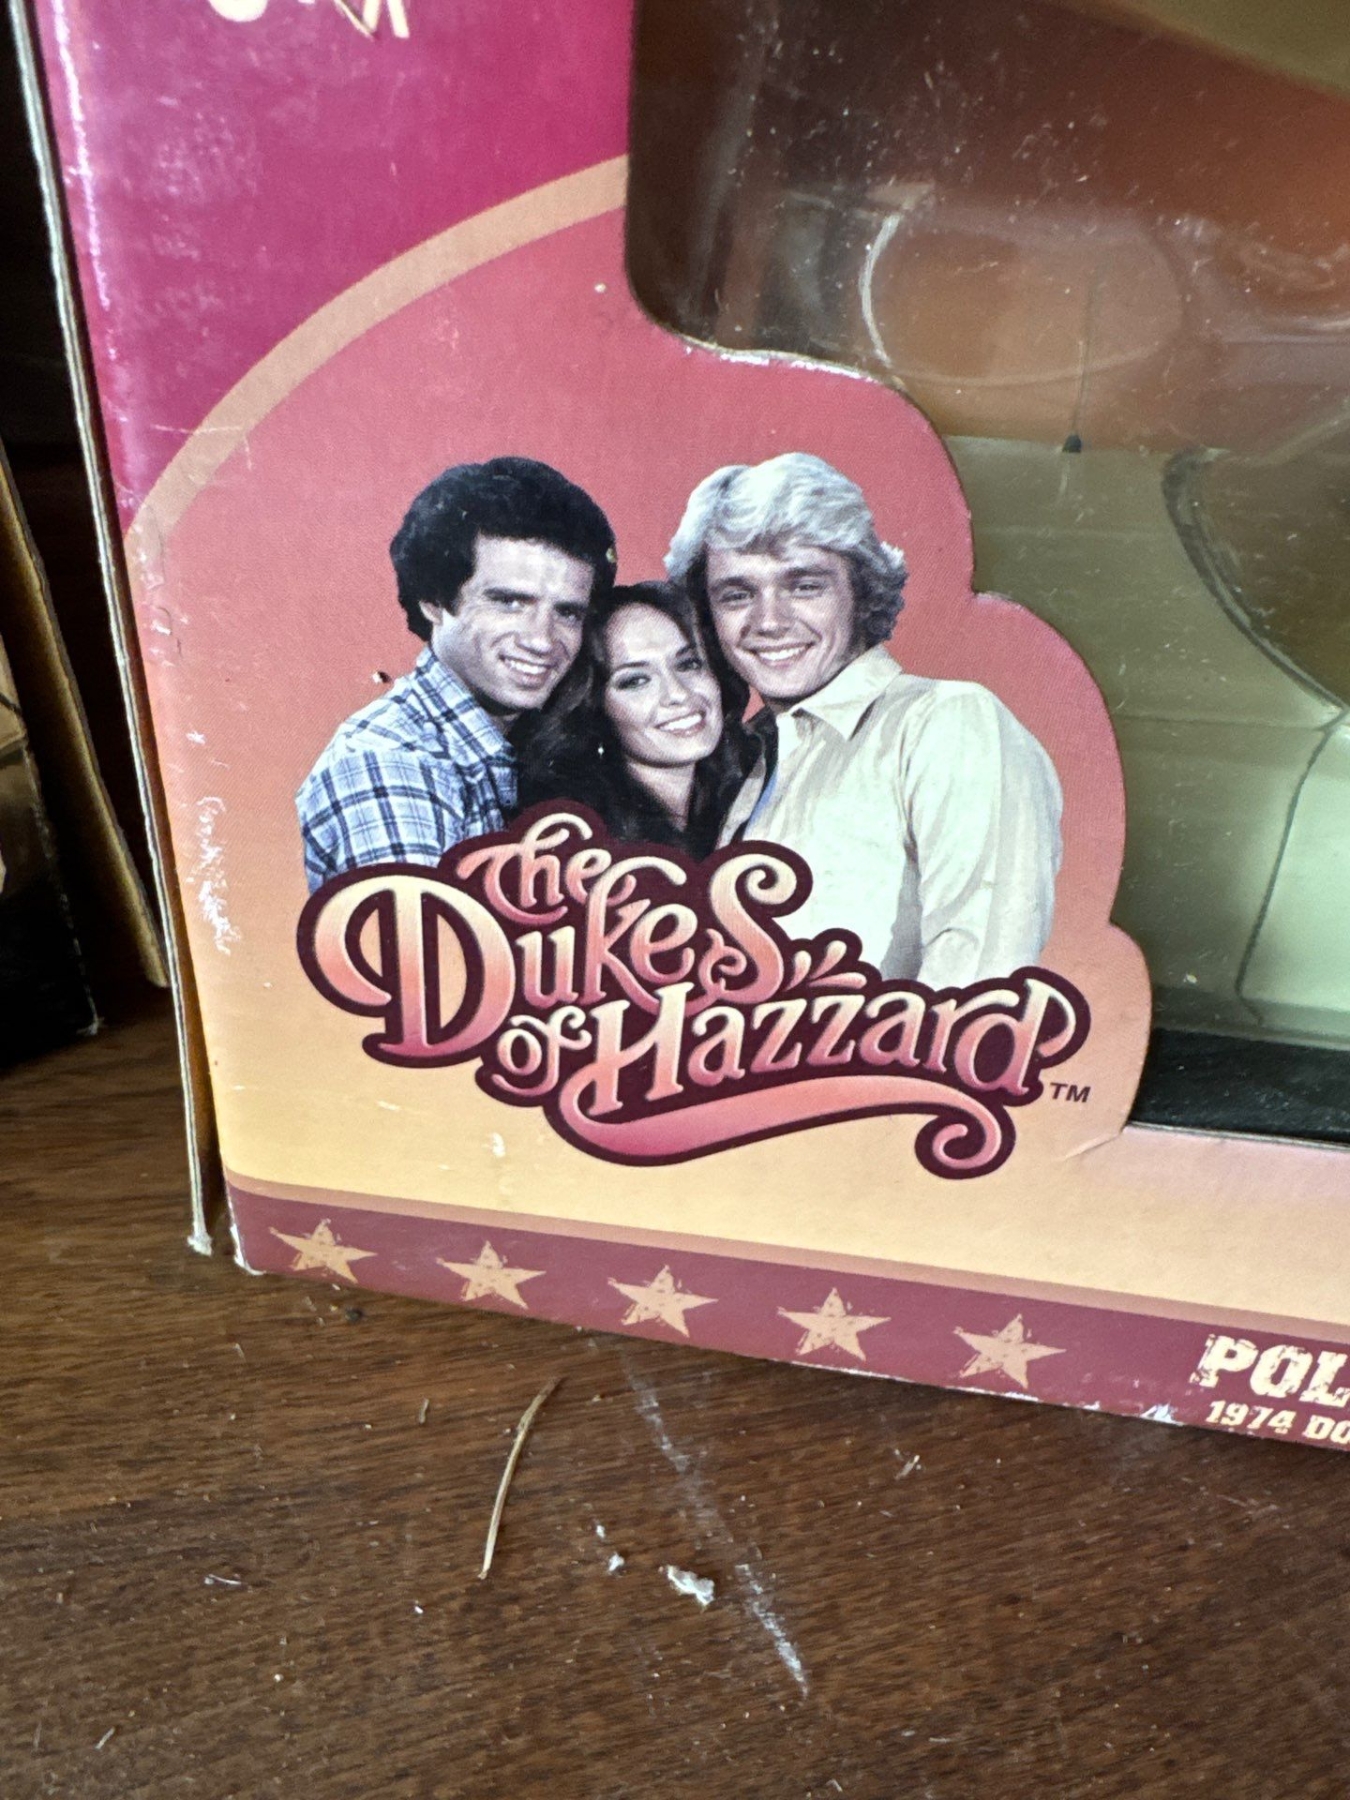 The
Dukes
of Hazzard
TM
POL
1974 DO